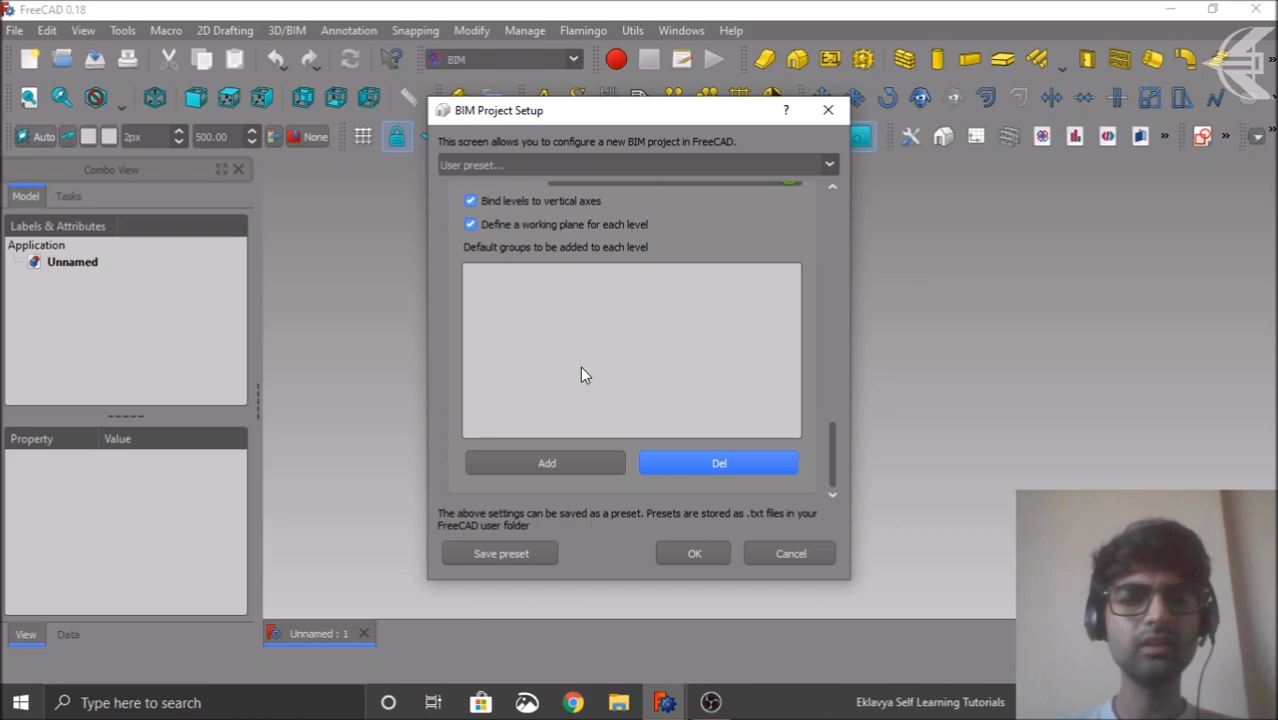 FreeCAD 0.18
File Edit View Tools Macro 2D Drafting 3D/BIM Annotation Snapping Modify Manage Flamingo Utils Windows Help
BIM
Auto 2px 500.00 None
Combo View
Model Tasks
Labels & Attributes
Application
Unnamed
Property Value
View Data
BIM Project Setup
This screen allows you to configure a new BIM project in FreeCAD.
User preset...
Bind levels to vertical axes
Define a working plane for each level
Default groups to be added to each level
Add Del
The above settings can be saved as a preset. Presets are stored as .txt files in your
FreeCAD user folder
Save preset OK Cancel
Unnamed : 1
Type here to search
Eklavya Self Learning Tutorials